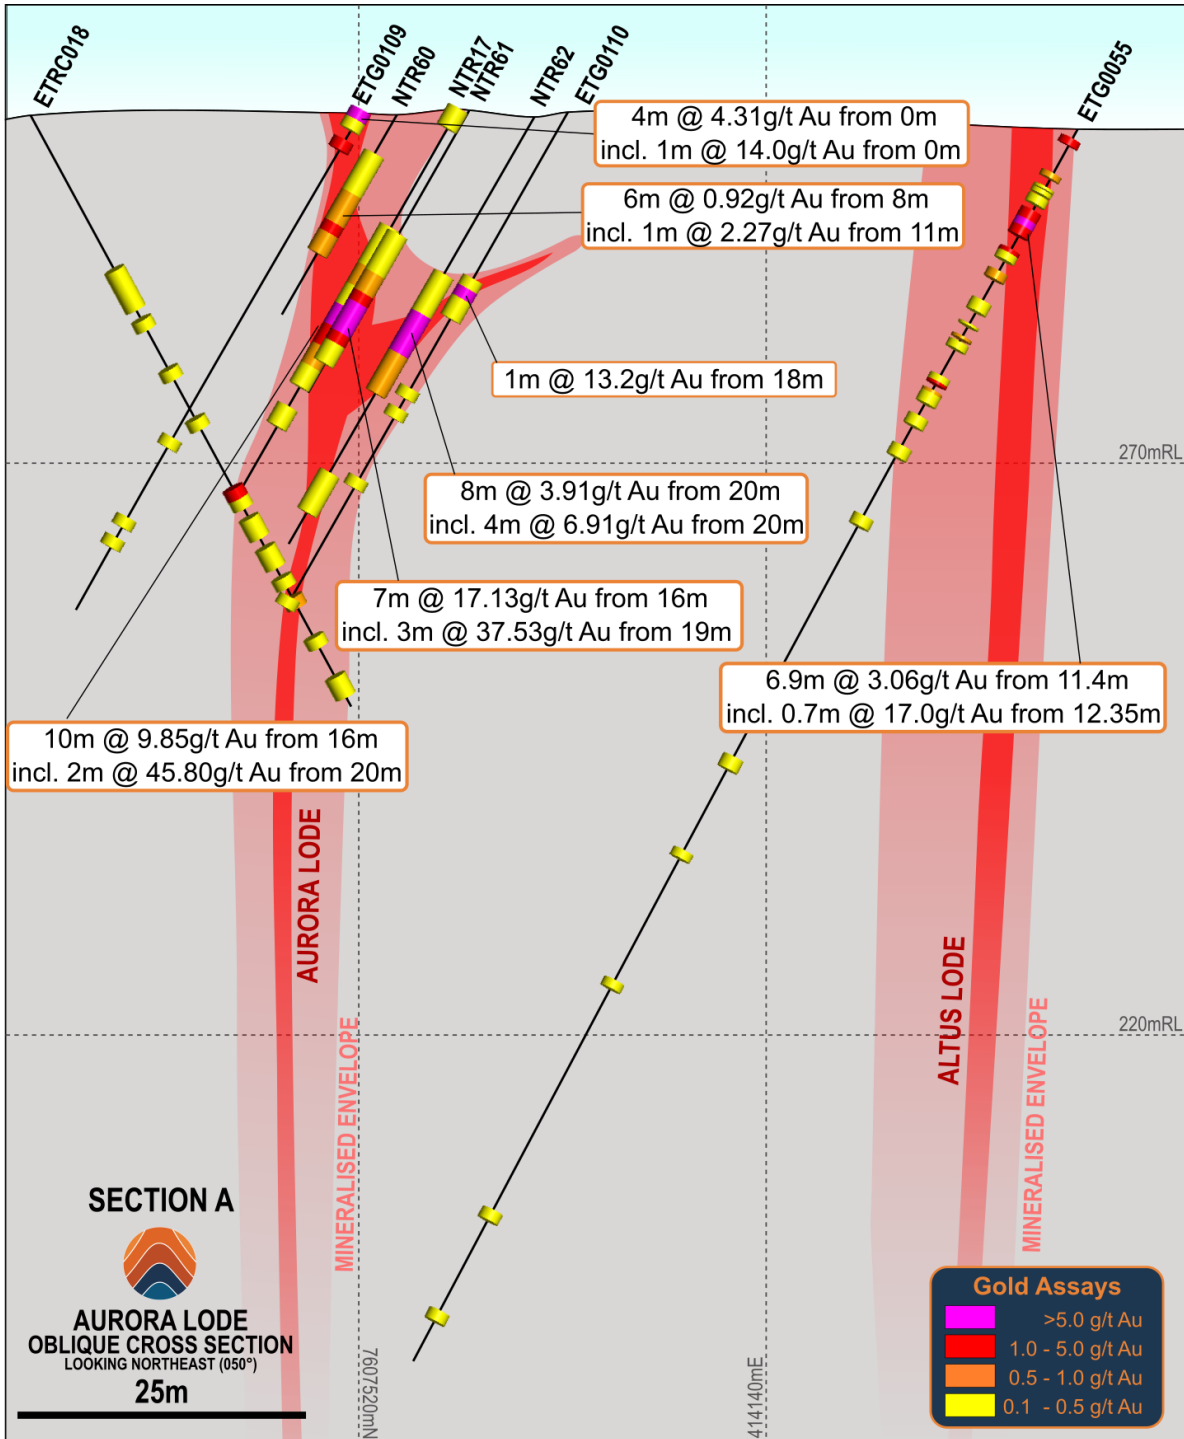 ETRC018
ETG0109
NTR60
NTR17
NTR61
NTR62
ETG0110
ETG0055
4m @ 4.31g/t Au from 0m
incl. 1m @ 14.0g/t Au from 0m
6m @ 0.92g/t Au from 8m
incl. 1m @ 2.27g/t Au from 11m
1m @ 13.2g/t Au from 18m
270mRL
8m @ 3.91g/t Au from 20m
incl. 4m @ 6.91g/t Au from 20m
7m @ 17.13g/t Au from 16m
incl. 3m @ 37.53g/t Au from 19m
6.9m @ 3.06g/t Au from 11.4m
incl. 0.7m @ 17.0g/t Au from 12.35m
10m @ 9.85g/t Au from 16m
incl. 2m @ 45.80g/t Au from 20m
AURORA LODE
MINERALISED ENVELOPE
ALTUS LODE
MINERALISED ENVELOPE
220mRL
SECTION A
AURORA LODE
OBLIQUE CROSS SECTION
LOOKING NORTHEAST (050°)
25m
7607520mN
414140mE
Gold Assays
>5.0 g/t Au
1.0 - 5.0 g/t Au
0.5 - 1.0 g/t Au
0.1 - 0.5 g/t Au